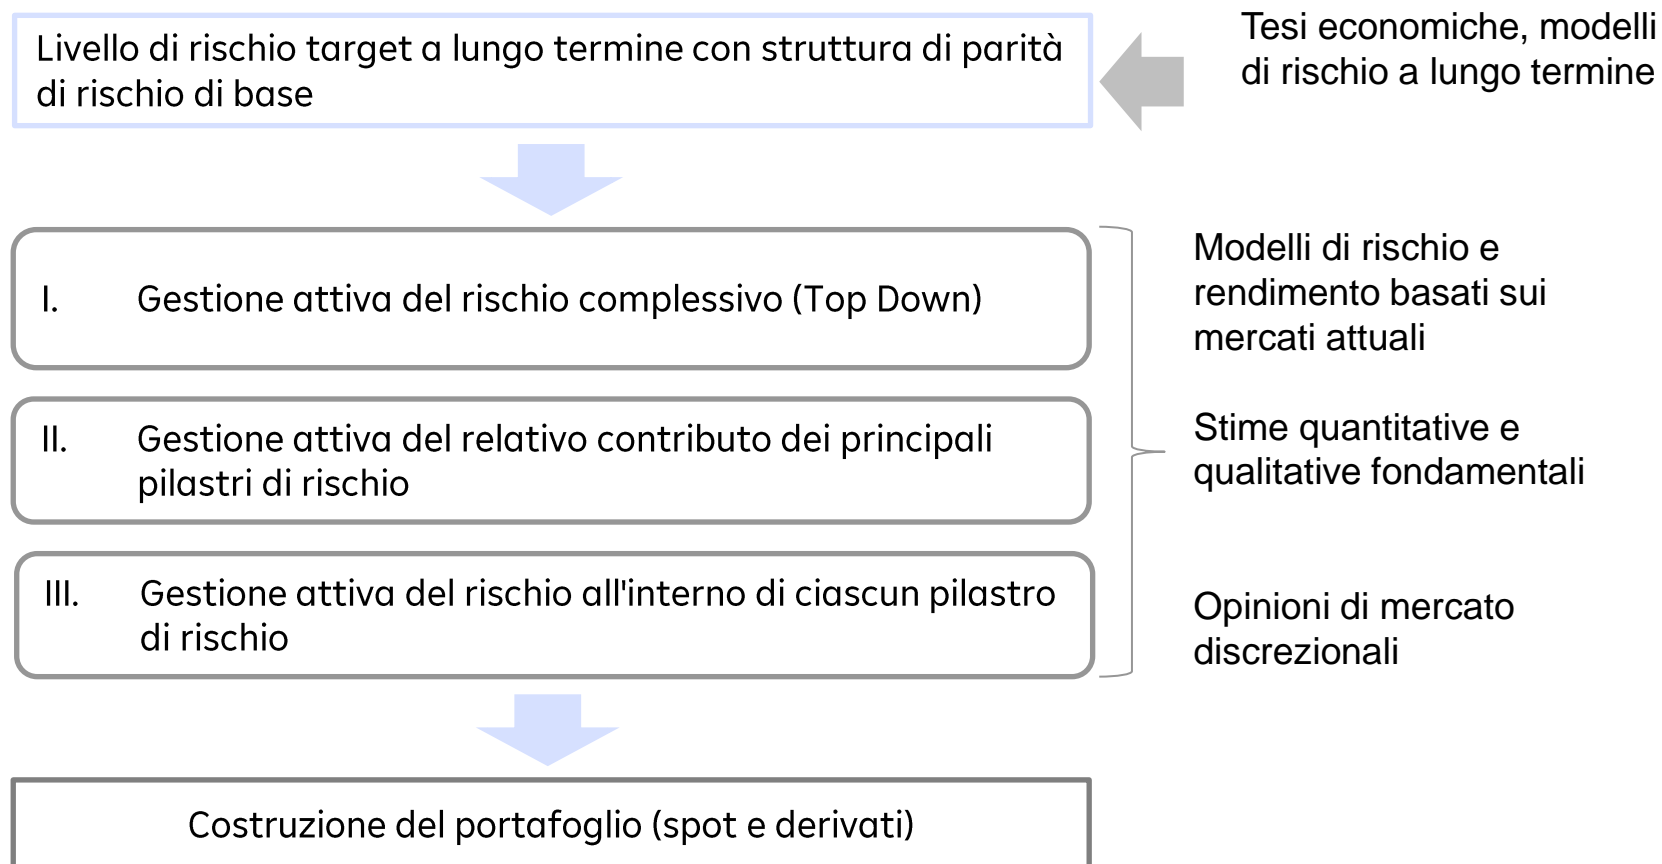 Livello di rischio target a lungo termine con struttura di parità
di rischio di base
Tesi economiche, modelli
di rischio a lungo termine
I. Gestione attiva del rischio complessivo (Top Down)
II. Gestione attiva del relativo contributo dei principali
pilastri di rischio
III. Gestione attiva del rischio all'interno di ciascun pilastro
di rischio
Modelli di rischio e
rendimento basati sui
mercati attuali
Stime quantitative e
qualitative fondamentali
Opinioni di mercato
discrezionali
Costruzione del portafoglio (spot e derivati)